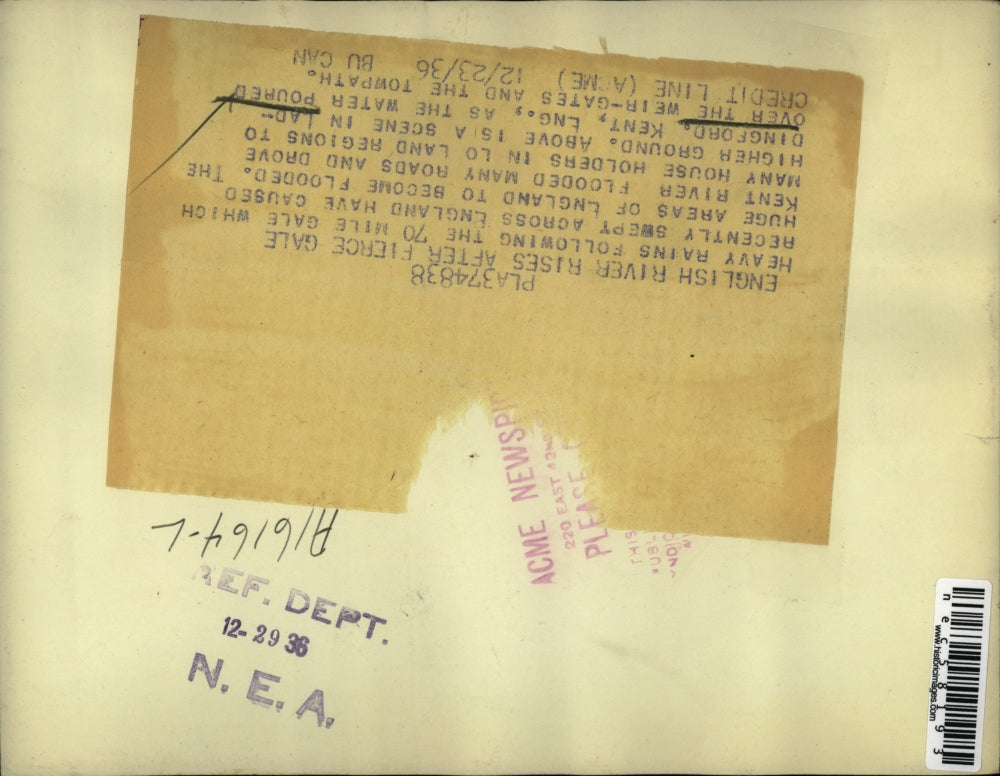 PLA374838
ENGLISH RIVER RISES AFTER FIERCE GALE
HEAVY RAINS FOLLOWING THE 70 MILE GALE WHICH
RECENTLY SWEPT ACROSS ENGLAND HAVE CAUSED
HUGE AREAS OF ENGLAND TO BECOME FLOODED. THE
KENT RIVER FLOODED MANY ROADS AND DROVE
MANY HOUSE HOLDERS IN LO LAND REGIONS TO
HIGHER GROUND. ABOVE IS A SCENE IN LAD-
DINGFORD, KENT, ENG., AS THE WATER POURED
OVER THE WEIR-GATES AND THE TOWPATH.
CREDIT LINE (ACME) 12/23/36 BU CAN
ACME NEWSPI
220 EAST 42ND
PLEASE
THIS
A16164-L
REF. DEPT.
12-29 36
N. E. A.
nec58193
www.historicimages.com